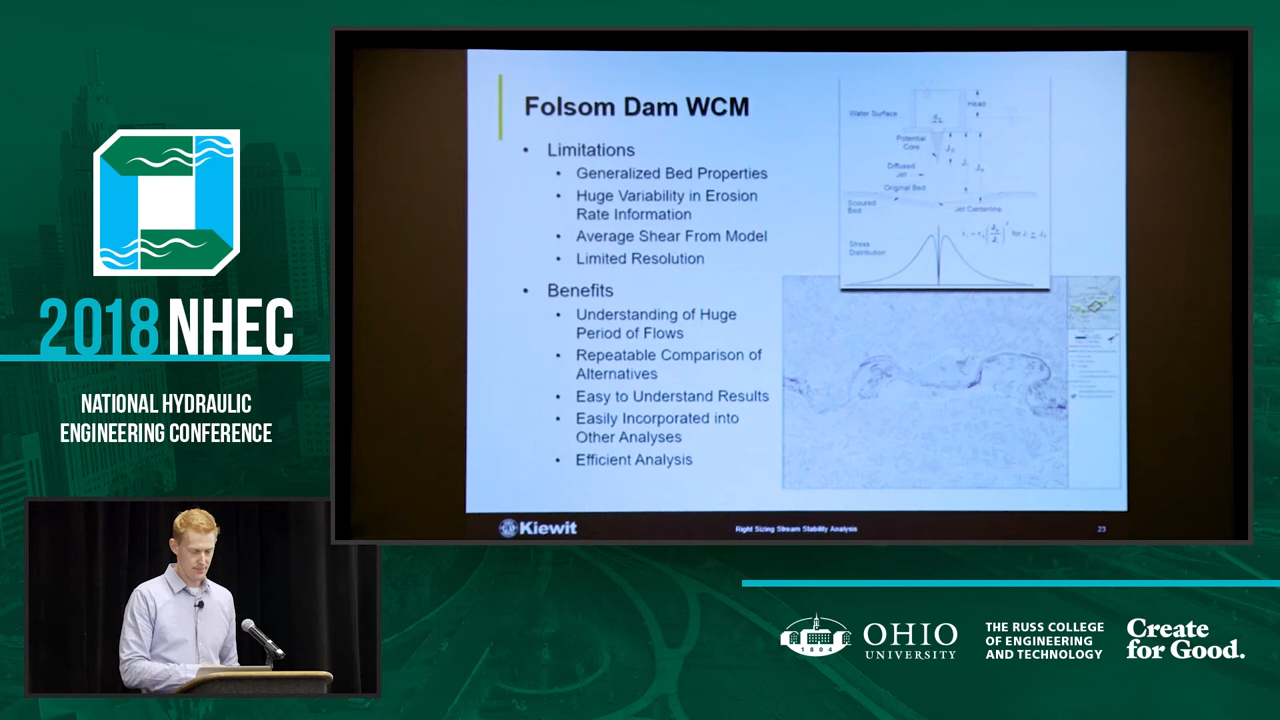 2018 NHEC
NATIONAL HYDRAULIC
ENGINEERING CONFERENCE
Folsom Dam WCM
• Limitations
• Generalized Bed Properties
• Huge Variability in Erosion
Rate Information
• Average Shear From Model
• Limited Resolution
• Benefits
• Understanding of Huge
Period of Flows
• Repeatable Comparison of
Alternatives
• Easy to Understand Results
• Easily Incorporated into
Other Analyses
• Efficient Analysis
Head
Water Surface
Potential
Core
Diffused
Jet
Original Bed
Scoured
Bed
Jet Centerline
Stress
Distribution
Kiewit
Right Sizing Stream Stability Analysis
23
1804
OHIO
UNIVERSITY
THE RUSS COLLEGE
OF ENGINEERING
AND TECHNOLOGY
Create
for Good.